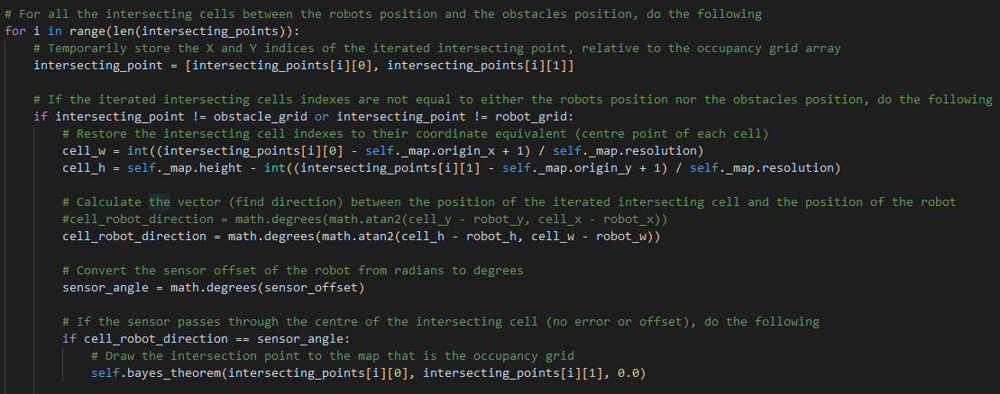 # For all the intersecting cells between the robots position and the obstacles position, do the following
for i in range(len(intersecting_points)):
# Temporarily store the X and Y indices of the iterated intersecting point, relative to the occupancy grid array
intersecting_point = [intersecting_points[i][0], intersecting_points[i][1]]
# If the iterated intersecting cells indexes are not equal to either the robots position nor the obstacles position, do the following
if intersecting_point != obstacle_grid or intersecting_point != robot_grid:
# Restore the intersecting cell indexes to their coordinate equivalent (centre point of each cell)
cell_w = int((intersecting_points[i][0] - self._map.origin_x + 1) / self._map.resolution)
cell_h = self._map.height - int((intersecting_points[i][1] - self._map.origin_y + 1) / self._map.resolution)
# Calculate the vector (find direction) between the position of the iterated intersecting cell and the position of the robot
#cell_robot_direction = math.degrees(math.atan2(cell_y - robot_y, cell_x - robot_x))
cell_robot_direction = math.degrees(math.atan2(cell_h - robot_h, cell_w - robot_w))
# Convert the sensor offset of the robot from radians to degrees
sensor_angle = math.degrees(sensor_offset)
# If the sensor passes through the centre of the intersecting cell (no error or offset), do the following
if cell_robot_direction == sensor_angle:
# Draw the intersection point to the map that is the occupancy grid
self.bayes_theorem(intersecting_points[i][0], intersecting_points[i][1], 0.0)